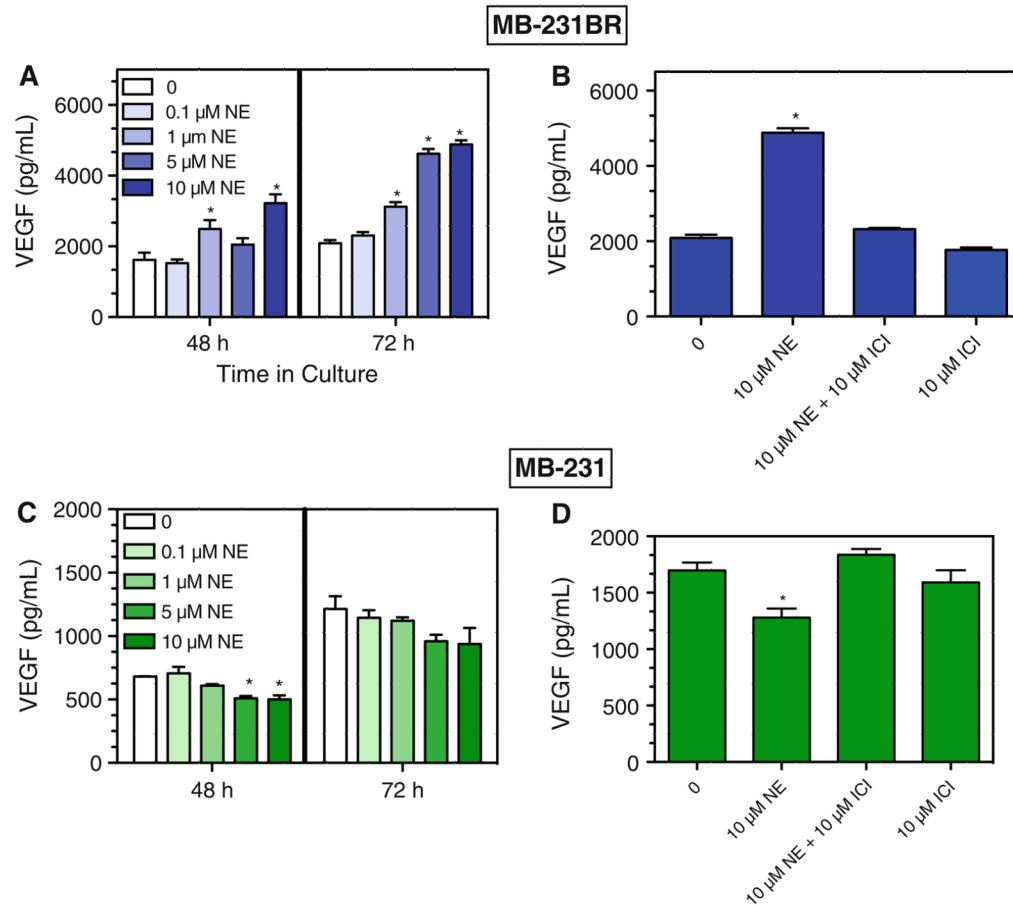 MB-231BR
A
VEGF (pg/mL)
6000
4000
2000
0
0
0.1 µM NE
1 µm NE
5 µM NE
10 µM NE
*
*
*
*
*
48 h
72 h
Time in Culture
B
VEGF (pg/mL)
6000
4000
2000
0
*
0
10 µM NE
10 µM NE + 10 µM ICI
10 µM ICI
MB-231
C
VEGF (pg/mL)
2000
1500
1000
500
0
0
0.1 µM NE
1 µM NE
5 µM NE
10 µM NE
*
*
48 h
72 h
D
VEGF (pg/mL)
2000
1500
1000
500
0
*
0
10 µM NE
10 µM NE + 10 µM ICI
10 µM ICI